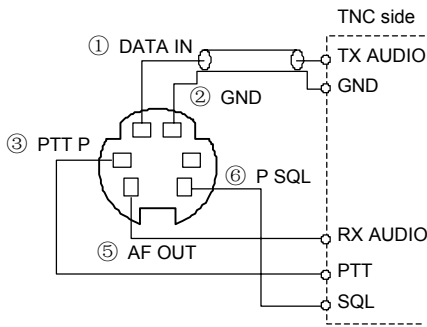 TNC side
① DATA IN
TX AUDIO
GND
② GND
③ PTT P
⑥ P SQL
RX AUDIO
⑤ AF OUT
PTT
SQL